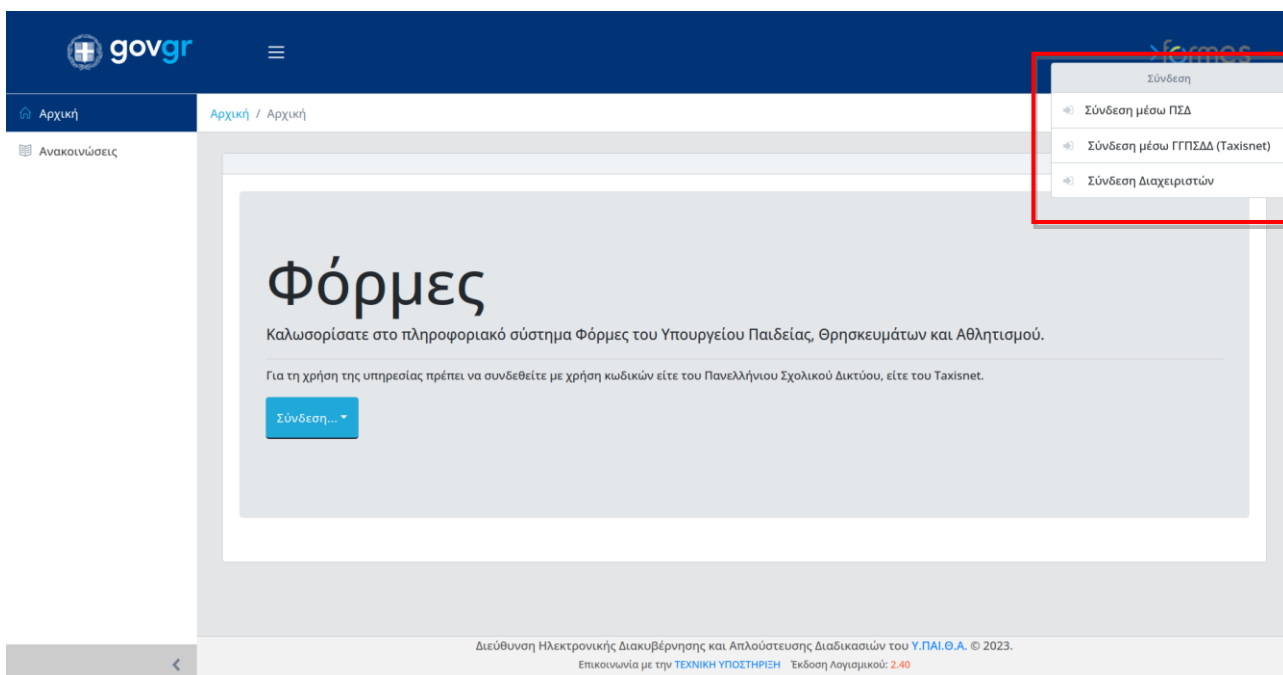 govgr
formes
Σύνδεση
Αρχική
Αρχική / Αρχική
Σύνδεση μέσω ΠΣΔ
Ανακοινώσεις
Σύνδεση μέσω ΓΓΠΣΔΔ (Taxisnet)
Σύνδεση Διαχειριστών
Φόρμες
Καλωσορίσατε στο πληροφοριακό σύστημα Φόρμες του Υπουργείου Παιδείας, Θρησκευμάτων και Αθλητισμού.
Για τη χρήση της υπηρεσίας πρέπει να συνδεθείτε με χρήση κωδικών είτε του Πανελλήνιου Σχολικού Δικτύου, είτε του Taxisnet.
Σύνδεση...
Διεύθυνση Ηλεκτρονικής Διακυβέρνησης και Απλούστευσης Διαδικασιών του Υ.ΠΑΙ.Θ.Α. © 2023.
Επικοινωνία με την ΤΕΧΝΙΚΗ ΥΠΟΣΤΗΡΙΞΗ Έκδοση Λογισμικού: 2.40